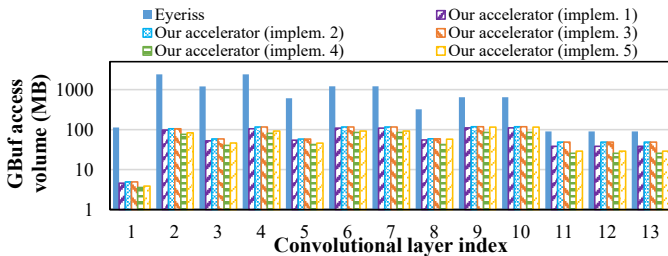 Eyeriss
Our accelerator (implem. 1)
Our accelerator (implem. 2)
Our accelerator (implem. 3)
Our accelerator (implem. 4)
Our accelerator (implem. 5)
GBuf access
volume (MB)
1000
100
10
1
1 2 3 4 5 6 7 8 9 10 11 12 13
Convolutional layer index